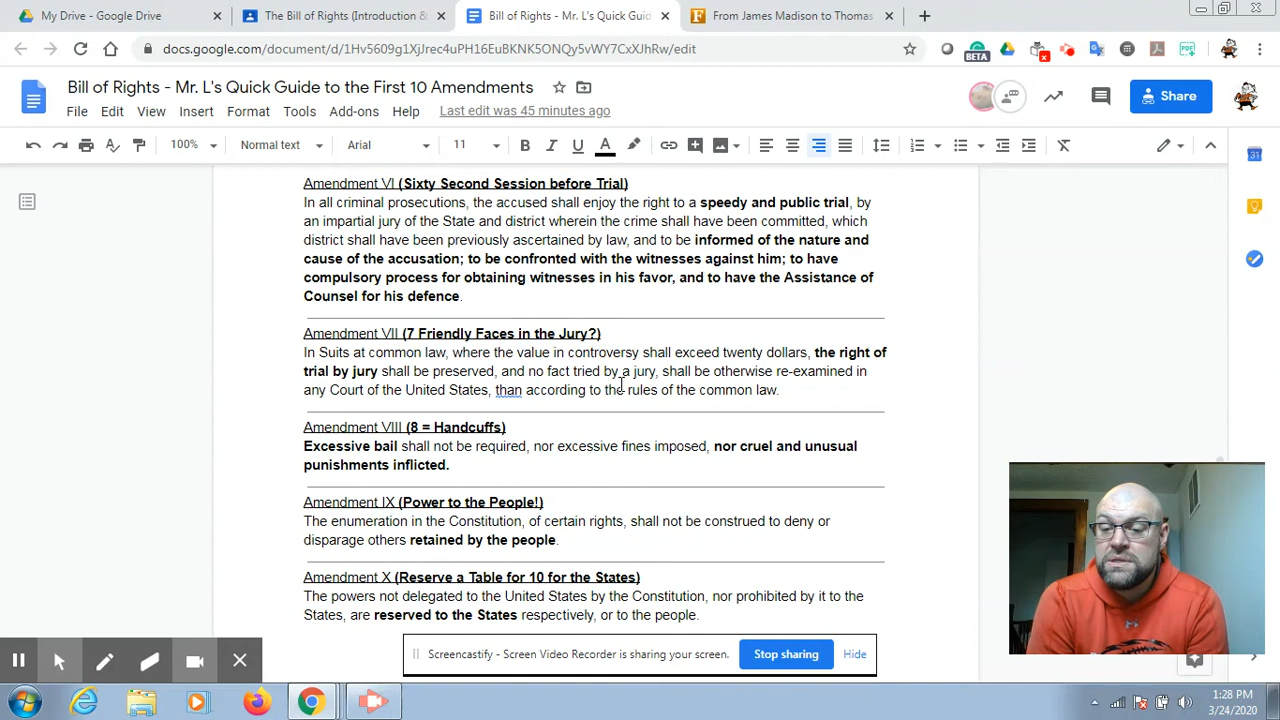 My Drive - Google Drive
The Bill of Rights (Introduction &
Bill of Rights - Mr. L's Quick Guid
From James Madison to Thomas
docs.google.com/document/d/1Hv5609g1XjJrec4uPH16EuBKNK5ONQy5vWY7CxXJhRw/edit
BETA
Bill of Rights - Mr. L's Quick Guide to the First 10 Amendments
File Edit View Insert Format Add-ons Help Last edit was 45 minutes ago
Share
100% Normal text Arial 11 B I U A
31
Amendment VI (Sixty Second Session before Trial)
In all criminal prosecutions, the accused shall enjoy the right to a speedy and public trial, by
an impartial jury of the State and district wherein the crime shall have been committed, which
district shall have been previously ascertained by law, and to be informed of the nature and
cause of the accusation; to be confronted with the witnesses against him; to have
compulsory process for obtaining witnesses in his favor, and to have the Assistance of
Counsel for his defence.
Amendment VII (7 Friendly Faces in the Jury?)
In Suits at common law, where the value in controversy shall exceed twenty dollars, the right of
trial by jury shall be preserved, and no fact tried by a jury, shall be otherwise re-examined in
any Court of the United States, than according to the rules of the common law.
Amendment VIII (8 = Handcuffs)
Excessive bail shall not be required, nor excessive fines imposed, nor cruel and unusual
punishments inflicted.
Amendment IX (Power to the People!)
The enumeration in the Constitution, of certain rights, shall not be construed to deny or
disparage others retained by the people.
Amendment X (Reserve a Table for 10 for the States)
The powers not delegated to the United States by the Constitution, nor prohibited by it to the
States, are reserved to the States respectively, or to the people.
Screencastify - Screen Video Recorder is sharing your screen. Stop sharing Hide
1:28 PM
3/24/2020